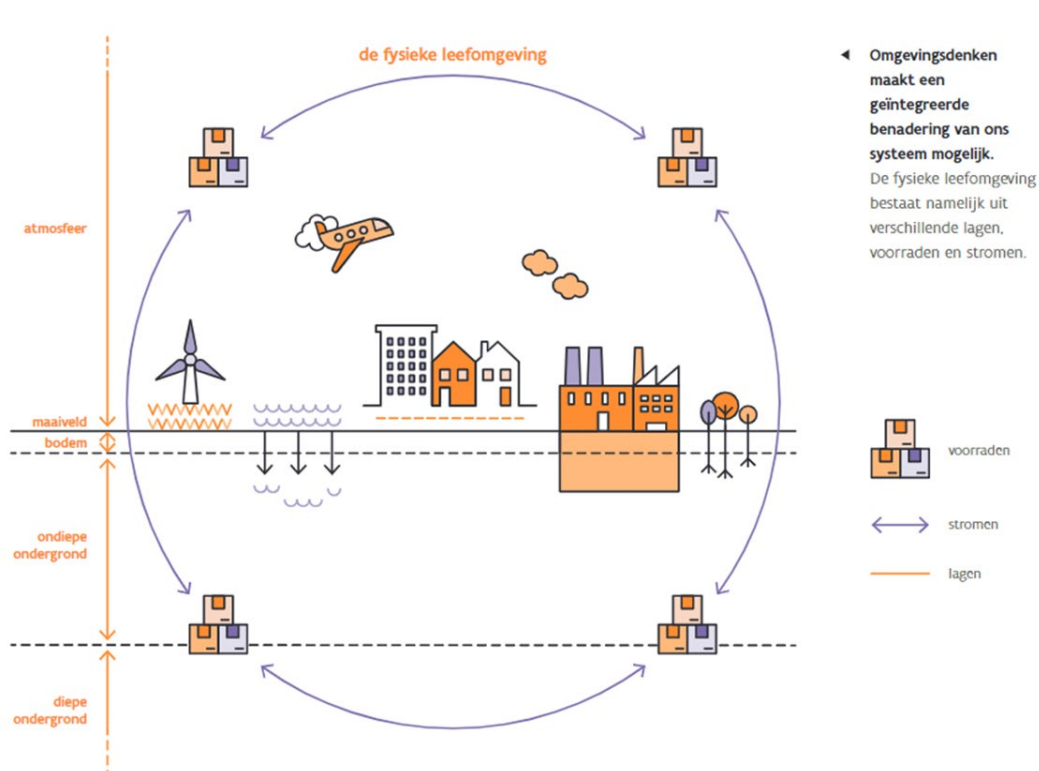 de fysieke leefomgeving
Omgevingsdenken
maakt een
geïntegreerde
benadering van ons
systeem mogelijk.
De fysieke leefomgeving
bestaat namelijk uit
verschillende lagen,
voorraden en stromen.
atmosfeer
maaiveld
bodem
ondiepe
ondergrond
diepe
ondergrond
voorraden
stromen
lagen